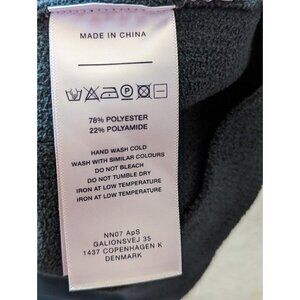 MADE IN CHINA
78% POLYESTER
22% POLYAMIDE
HAND WASH COLD
WASH WITH SIMILAR COLOURS
DO NOT BLEACH
DO NOT TUMBLE DRY
IRON AT LOW TEMPERATURE
IRON AT LOW TEMPERATURE
NN07 ApS
GALIONSVEJ 35
1437 COPENHAGEN K
DENMARK